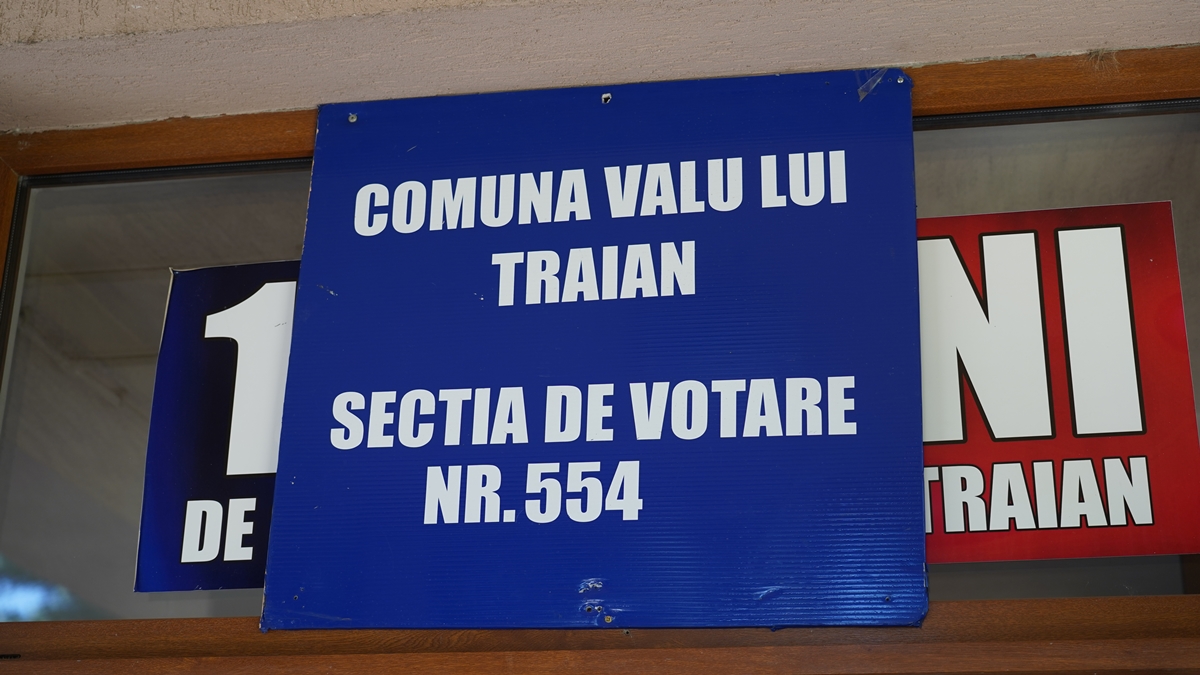 COMUNA VALU LUI
TRAIAN
SECTIA DE VOTARE
NR. 554
1
NI
DE
TRAIAN